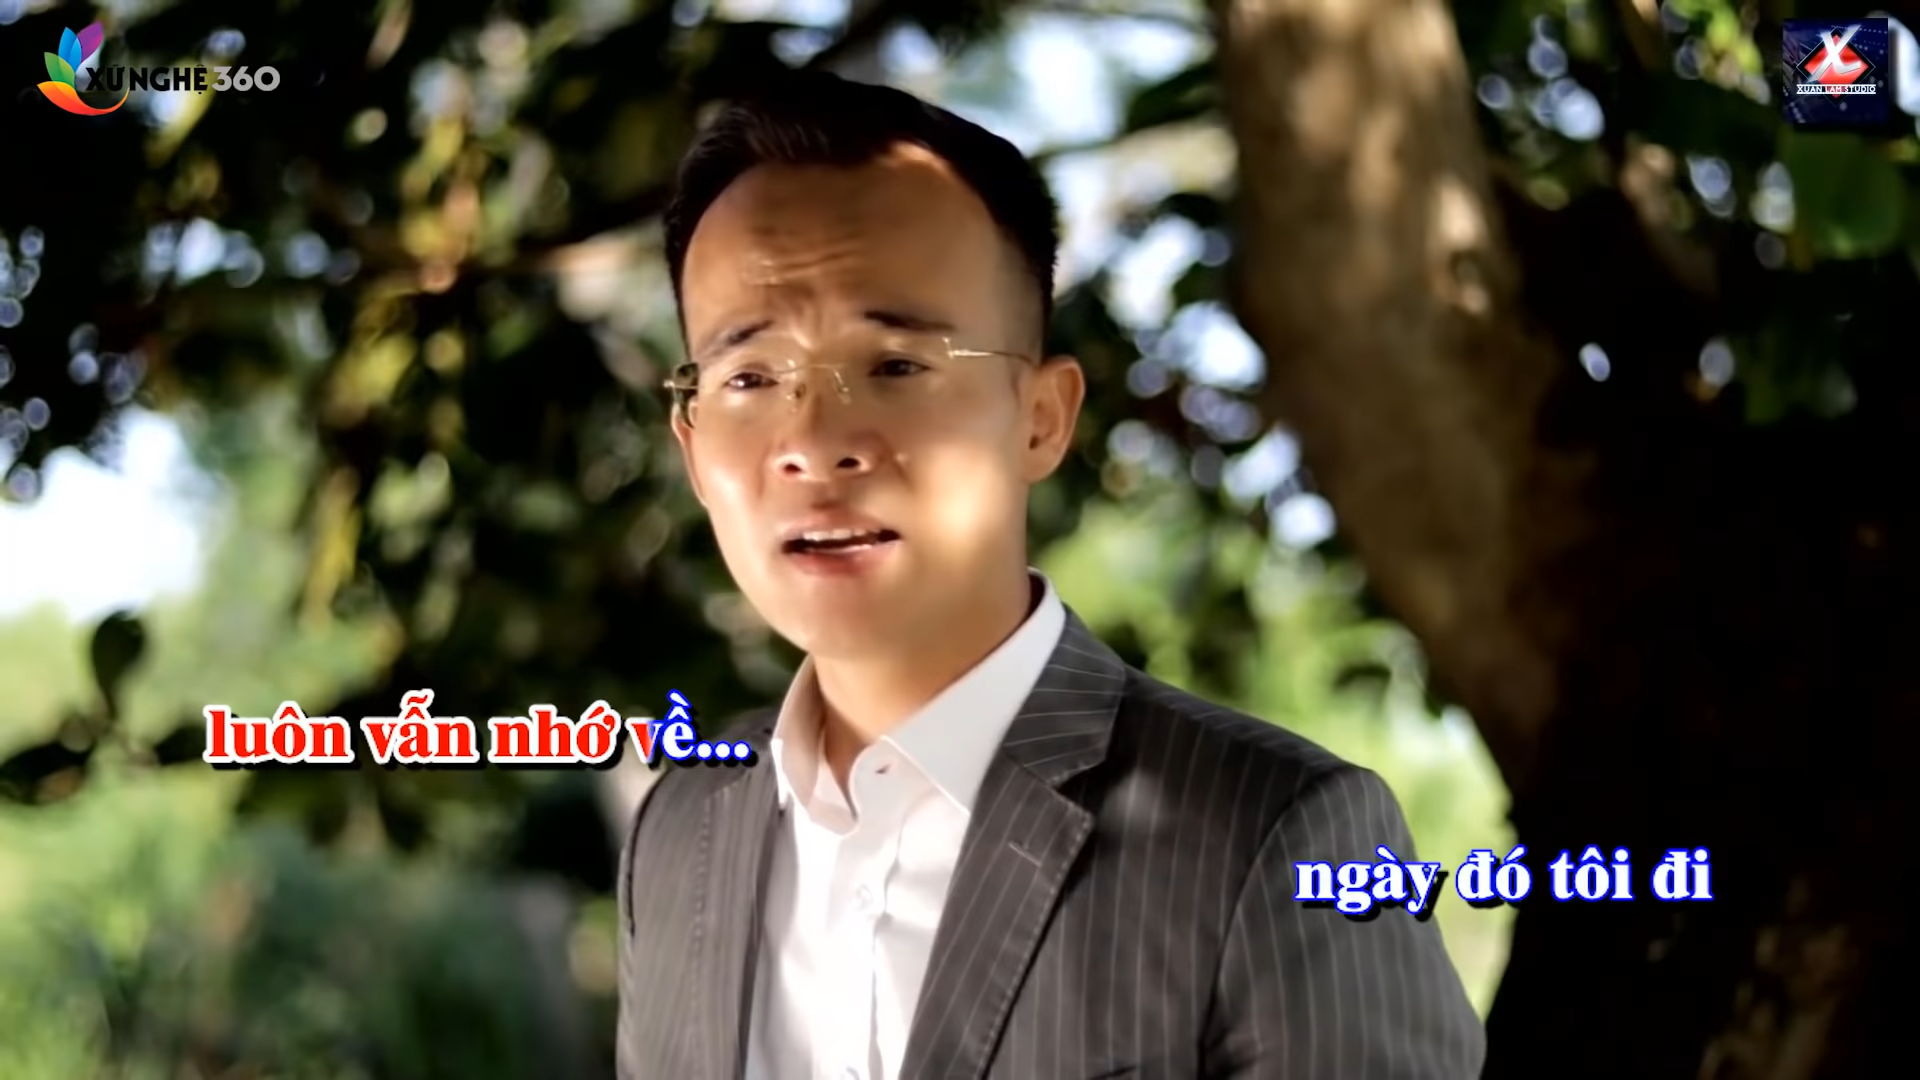 XỨ NGHỆ 360
X
XUAN LAM STUDIO
luôn vẫn nhớ về...
ngày đó tôi đi